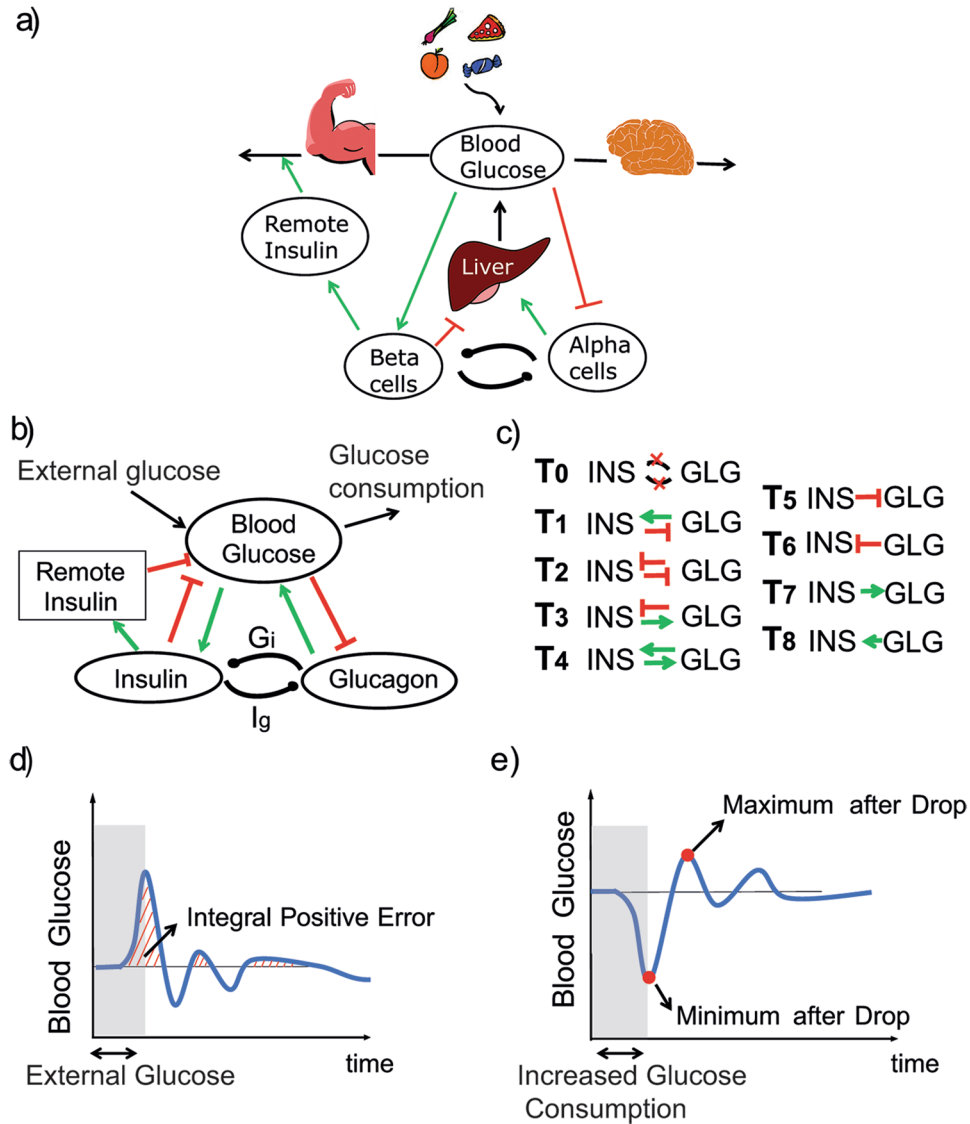 a)
Blood
Glucose
Remote
Insulin
Liver
Beta
cells
Alpha
cells
b)
External glucose
Glucose
consumption
Blood
Glucose
Remote
Insulin
Gi
Insulin
Glucagon
Ig
c)
T0 INS GLG
T1 INS GLG
T2 INS GLG
T3 INS GLG
T4 INS GLG
T5 INS GLG
T6 INS GLG
T7 INS GLG
T8 INS GLG
d)
Blood Glucose
Integral Positive Error
time
External Glucose
e)
Blood Glucose
Maximum after Drop
Minimum after Drop
time
Increased Glucose
Consumption